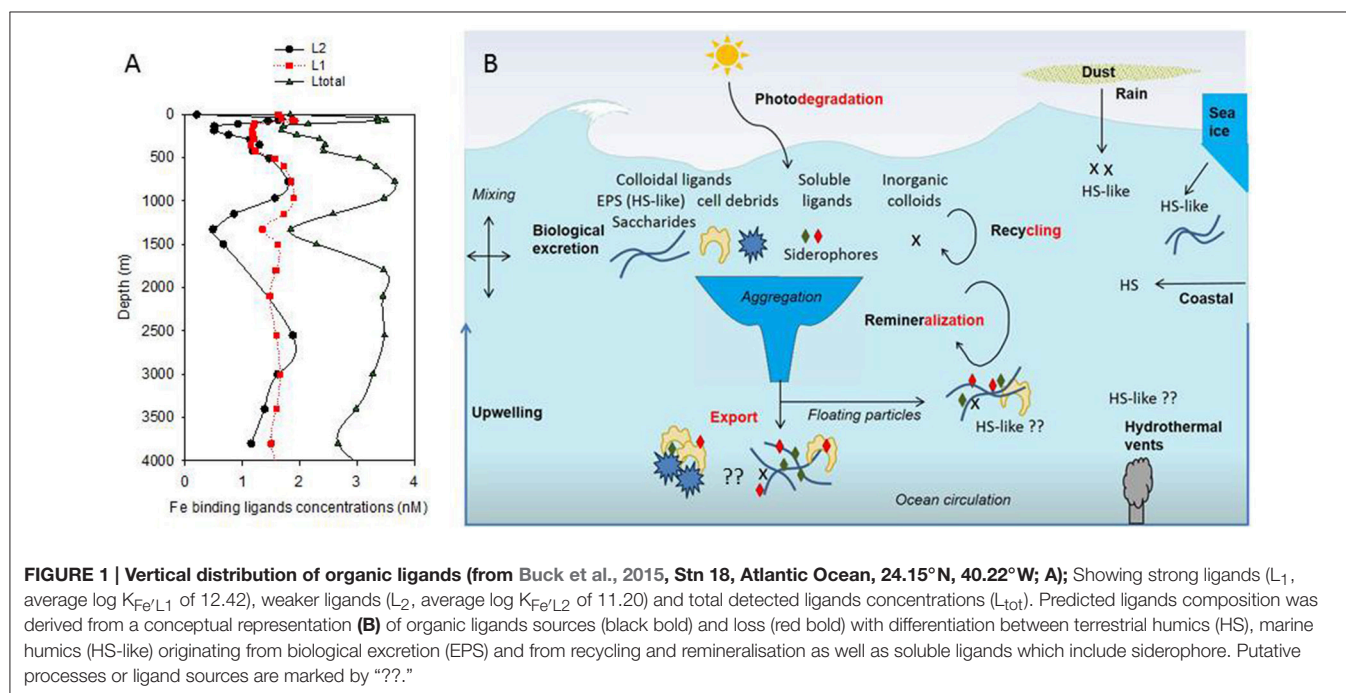 A
L2
L1
Ltotal
0
500
1000
1500
2000
2500
3000
3500
4000
Depth (m)
0 1 2 3 4
Fe binding ligands concentrations (nM)
B
Photodegradation
Dust
Rain
Sea
ice
X X
HS-like
HS-like
Mixing
Colloidal ligands
EPS (HS-like) cell debrids
Saccharides
Soluble
ligands
Inorganic
colloids
Biological
excretion
Siderophores
X
Recycling
HS
Coastal
Aggregation
Remineralization
Upwelling
Export
Floating particles
X
HS-like ??
HS-like ??
Hydrothermal
vents
??
X
Ocean circulation
FIGURE 1 | Vertical distribution of organic ligands (from Buck et al., 2015, Stn 18, Atlantic Ocean, 24.15°N, 40.22°W; A); Showing strong ligands (L1,
average log KFe′L1 of 12.42), weaker ligands (L2, average log KFe′L2 of 11.20) and total detected ligands concentrations (Ltot). Predicted ligands composition was
derived from a conceptual representation (B) of organic ligands sources (black bold) and loss (red bold) with differentiation between terrestrial humics (HS), marine
humics (HS-like) originating from biological excretion (EPS) and from recycling and remineralisation as well as soluble ligands which include siderophore. Putative
processes or ligand sources are marked by “??.”